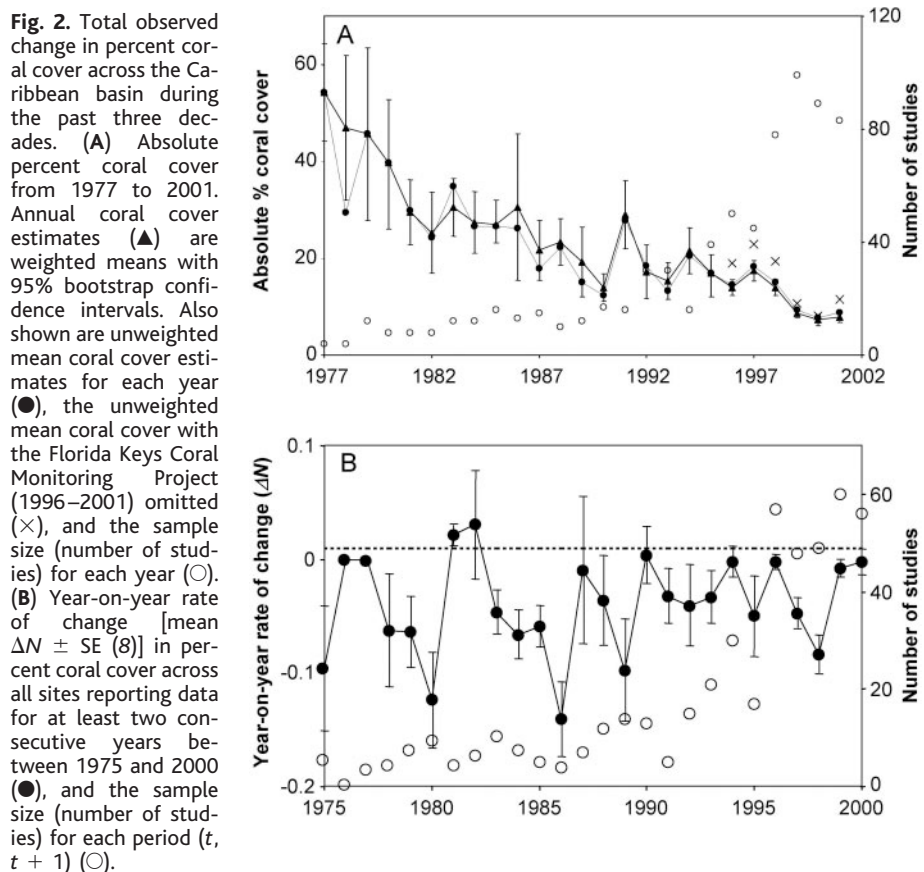 Fig. 2. Total observed
change in percent cor-
al cover across the Ca-
ribbean basin during
the past three dec-
ades. (A) Absolute
percent coral cover
from 1977 to 2001.
Annual coral cover
estimates (▲) are
weighted means with
95% bootstrap confi-
dence intervals. Also
shown are unweighted
mean coral cover esti-
mates for each year
(●), the unweighted
mean coral cover with
the Florida Keys Coral
Monitoring Project
(1996–2001) omitted
(×), and the sample
size (number of stud-
ies) for each year (○).
(B) Year-on-year rate
of change [mean
ΔN ± SE (8)] in per-
cent coral cover across
all sites reporting data
for at least two con-
secutive years be-
tween 1975 and 2000
(●), and the sample
size (number of stud-
ies) for each period (t,
t + 1) (○).
A
Absolute % coral cover
60
40
20
0
1977 1982 1987 1992 1997 2002
120
80
40
0
Number of studies
B
Year-on-year rate of change (ΔN)
0.1
0
-0.1
-0.2
1975 1980 1985 1990 1995 2000
60
40
20
0
Number of studies